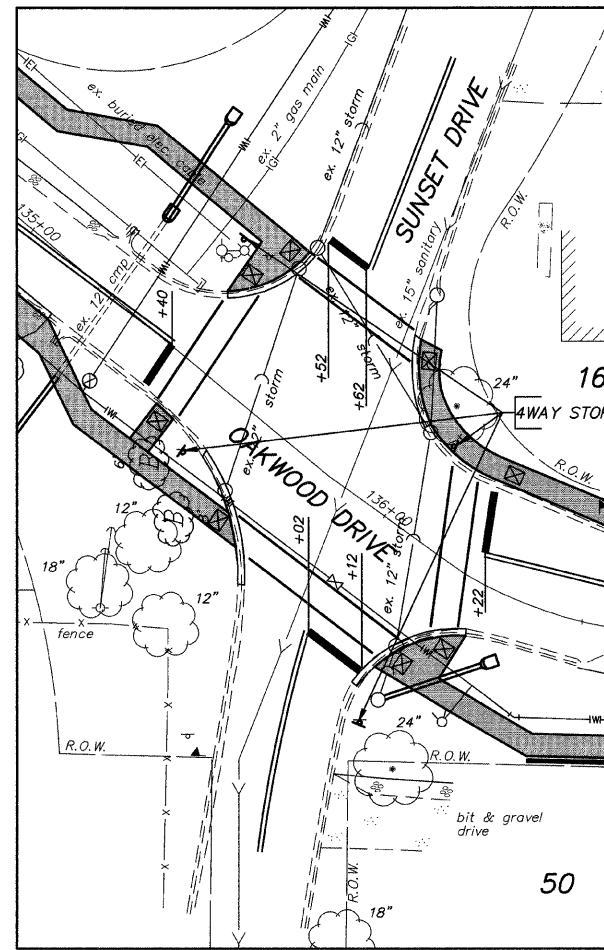 ex. buried elec. cable
ex. 2" gas main
ex. 12" storm
SUNSET DRIVE
R.O.W.
135+00
ex. 12" cmp
+40
ex. 15" sanitary
+52
+62
storm
storm
24"
16
4WAY STO
OAKWOOD DRIVE
ex. 12"
R.O.W.
136+00
+02
+12
ex. 12" storm
+22
12"
18"
12"
fence
24"
R.O.W.
R.O.W.
bit & gravel
drive
R.O.W.
50
18"